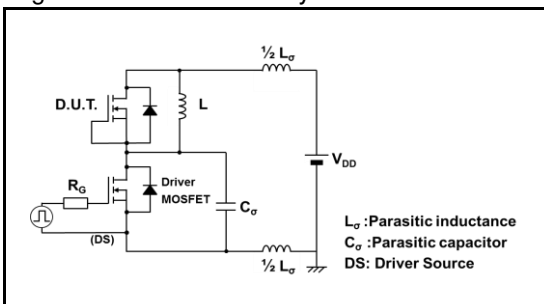 ½ Lσ
D.U.T.
L
VDD
RG
Driver
MOSFET
Cσ
(DS)
½ Lσ
Lσ :Parasitic inductance
Cσ :Parasitic capacitor
DS: Driver Source